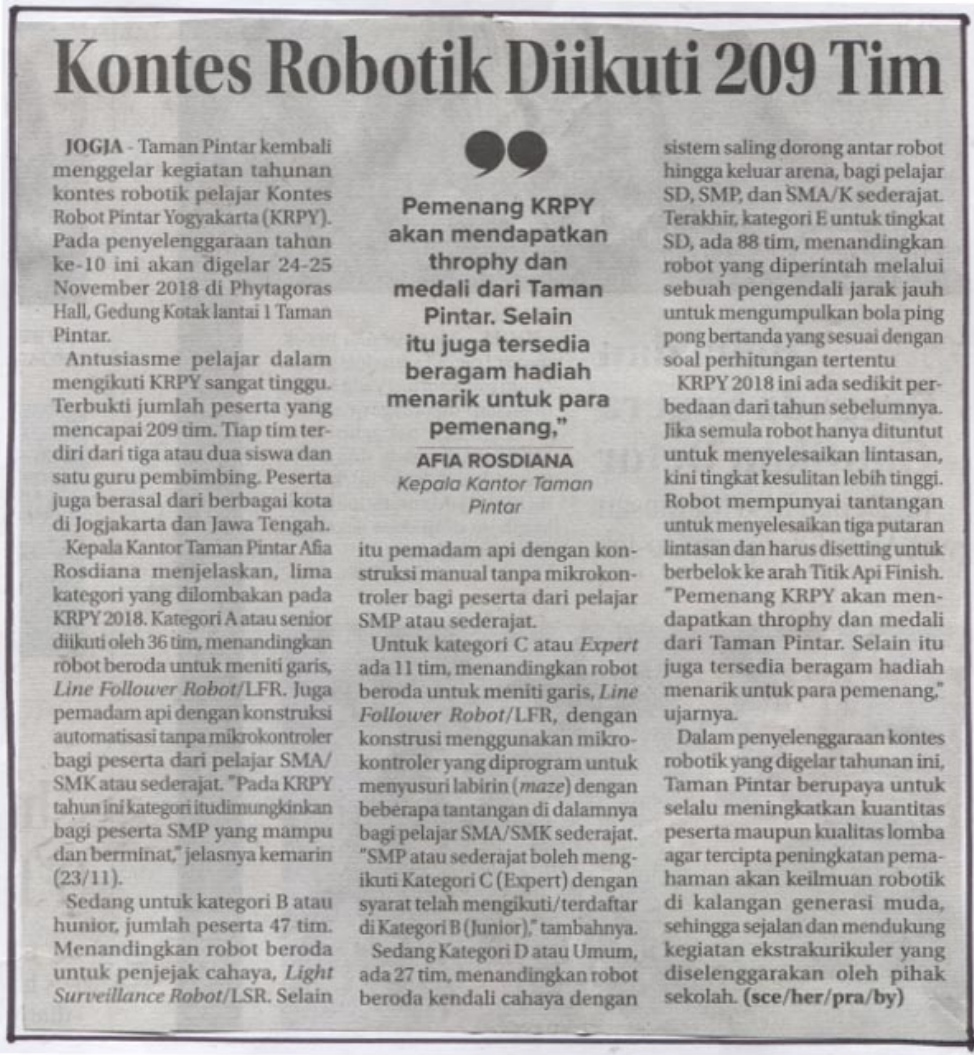 Kontes Robotik Diikuti 209 Tim
JOGJA - Taman Pintar kembali
menggelar kegiatan tahunan
kontes robotik pelajar Kontes
Robot Pintar Yogyakarta (KRPY).
Pada penyelenggaraan tahun
ke-10 ini akan digelar 24-25
November 2018 di Phytagoras
Hall, Gedung Kotak lantai 1 Taman
Pintar.
Antusiasme pelajar dalam
mengikuti KRPY sangat tinggu.
Terbukti jumlah peserta yang
mencapai 209 tim. Tiap tim ter-
diri dari tiga atau dua siswa dan
satu guru pembimbing. Peserta
juga berasal dari berbagai kota
di Jogjakarta dan Jawa Tengah.
Kepala Kantor Taman Pintar Afia
Rosdiana menjelaskan, lima
kategori yang dilombakan pada
KRPY 2018. Kategori A atau senior
diikuti oleh 36 tim, menandingkan
robot beroda untuk meniti garis,
Line Follower Robot/LFR. Juga
pemadam api dengan konstruksi
automatisasi tanpa mikrokontroler
bagi peserta dari pelajar SMA/
SMK atau sederajat. "Pada KRPY
tahun ini kategori itudimungkinkan
bagi peserta SMP yang mampu
dan berminat," jelasnya kemarin
(23/11).
Sedang untuk kategori B atau
hunior, jumlah peserta 47 tim.
Menandingkan robot beroda
untuk penjejak cahaya, Light
Surveillance Robot/LSR. Selain
”
Pemenang KRPY
akan mendapatkan
throphy dan
medali dari Taman
Pintar. Selain
itu juga tersedia
beragam hadiah
menarik untuk para
pemenang,”
AFIA ROSDIANA
Kepala Kantor Taman
Pintar
itu pemadam api dengan kon-
struksi manual tanpa mikrokon-
troler bagi peserta dari pelajar
SMP atau sederajat.
Untuk kategori C atau Expert
ada 11 tim, menandingkan robot
beroda untuk meniti garis, Line
Follower Robot/LFR, dengan
konstrusi menggunakan mikro-
kontroler yang diprogram untuk
menyusuri labirin (maze) dengan
beberapa tantangan di dalamnya
bagi pelajar SMA/SMK sederajat.
"SMP atau sederajat boleh meng-
ikuti Kategori C (Expert) dengan
syarat telah mengikuti/terdaftar
di Kategori B (Junior)," tambahnya.
Sedang Kategori D atau Umum,
ada 27 tim, menandingkan robot
beroda kendali cahaya dengan
sistem saling dorong antar robot
hingga keluar arena, bagi pelajar
SD, SMP, dan SMA/K sederajat.
Terakhir, kategori E untuk tingkat
SD, ada 88 tim, menandingkan
robot yang diperintah melalui
sebuah pengendali jarak jauh
untuk mengumpulkan bola ping
pong bertanda yang sesuai dengan
soal perhitungan tertentu
KRPY 2018 ini ada sedikit per-
bedaan dari tahun sebelumnya.
Jika semula robot hanya dituntut
untuk menyelesaikan lintasan,
kini tingkat kesulitan lebih tinggi.
Robot mempunyai tantangan
untuk menyelesaikan tiga putaran
lintasan dan harus disetting untuk
berbelok ke arah Titik Api Finish.
"Pemenang KRPY akan men-
dapatkan throphy dan medali
dari Taman Pintar. Selain itu
juga tersedia beragam hadiah
menarik untuk para pemenang,"
ujarnya.
Dalam penyelenggaraan kontes
robotik yang digelar tahunan ini,
Taman Pintar berupaya untuk
selalu meningkatkan kuantitas
peserta maupun kualitas lomba
agar tercipta peningkatan pema-
haman akan keilmuan robotik
di kalangan generasi muda,
sehingga sejalan dan mendukung
kegiatan ekstrakurikuler yang
diselenggarakan oleh pihak
sekolah. (sce/her/pra/by)